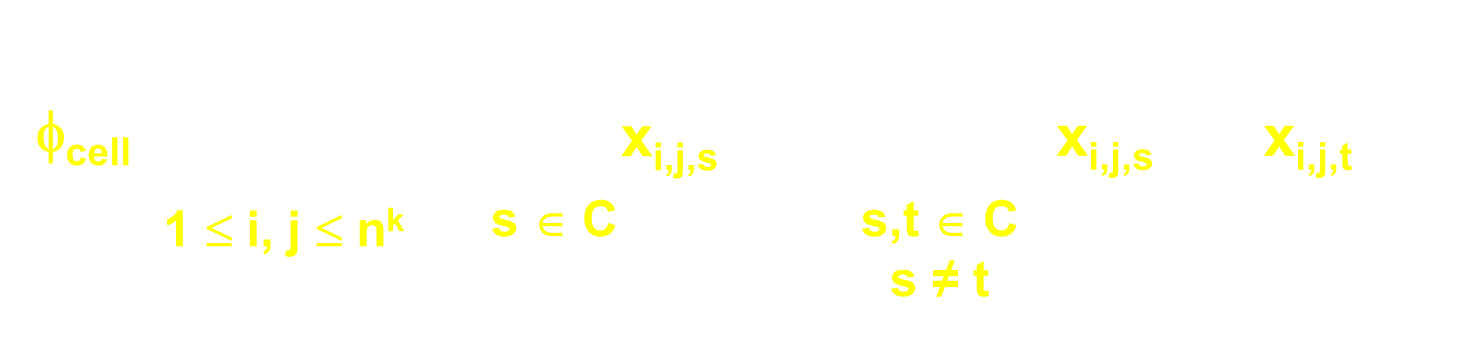 ϕcell xi,j,s xi,j,s xi,j,t
1 ≤ i, j ≤ nk s ∈ C s,t ∈ C
s ≠ t